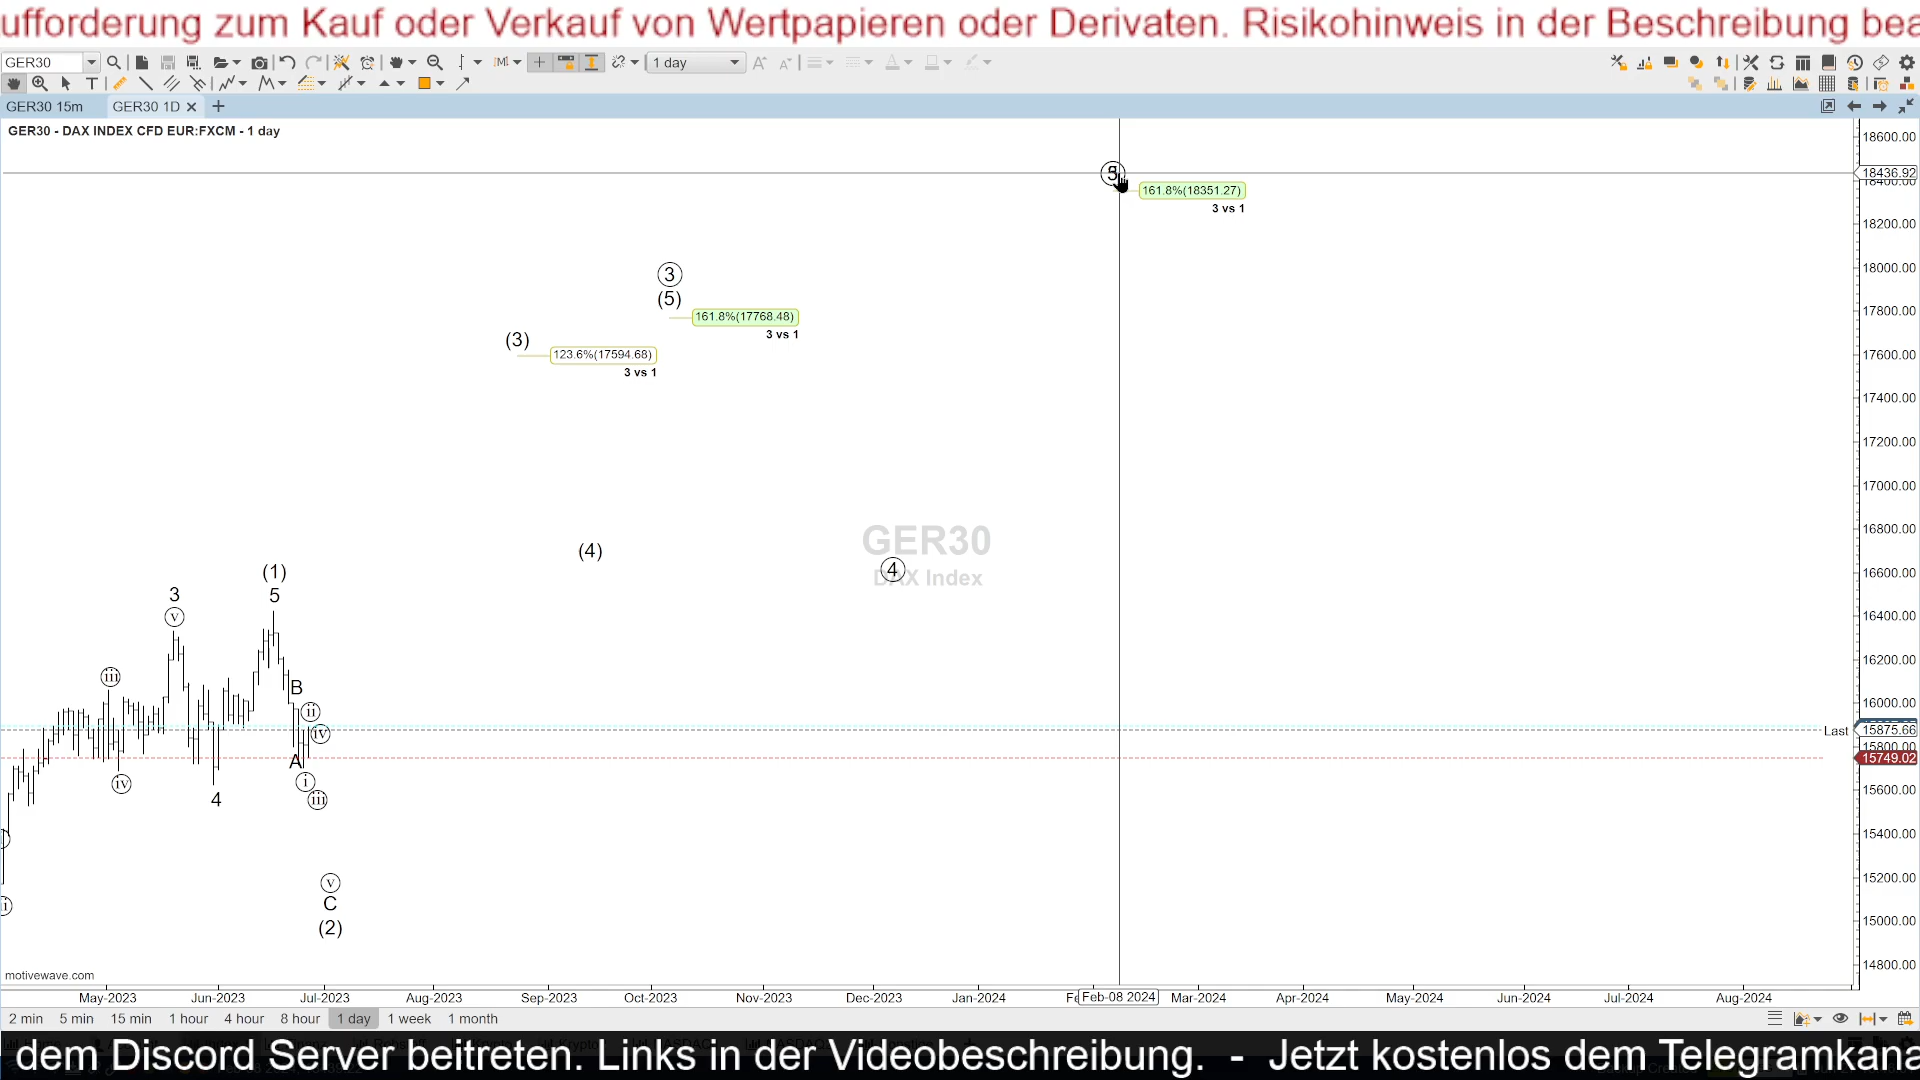 ufforderung zum Kauf oder Verkauf von Wertpapieren oder Derivaten. Risikohinweis in der Beschreibung bea
GER30
1 day
GER30 15m
GER30 1D
GER30 - DAX INDEX CFD EUR:FXCM - 1 day
18600.00
18436.92
18400.00
161.8%(18351.27)
3 vs 1
18200.00
3
18000.00
(5)
161.8%(17768.48)
17800.00
3 vs 1
(3)
123.6%(17594.68)
17600.00
3 vs 1
17400.00
17200.00
17000.00
16800.00
GER30
DAX Index
(4)
4
(1)
16600.00
3
5
v
16400.00
16200.00
iii
B
16000.00
ii
iv
Last
15875.66
15800.00
A
15749.02
i
iv
iii
4
15600.00
15400.00
v
15200.00
C
(2)
15000.00
14800.00
motivewave.com
May-2023
Jun-2023
Jul-2023
Aug-2023
Sep-2023
Oct-2023
Nov-2023
Dec-2023
Jan-2024
Feb-08 2024
Mar-2024
Apr-2024
May-2024
Jun-2024
Jul-2024
Aug-2024
2 min
5 min
15 min
1 hour
4 hour
8 hour
1 day
1 week
1 month
dem Discord Server beitreten. Links in der Videobeschreibung. - Jetzt kostenlos dem Telegramkana